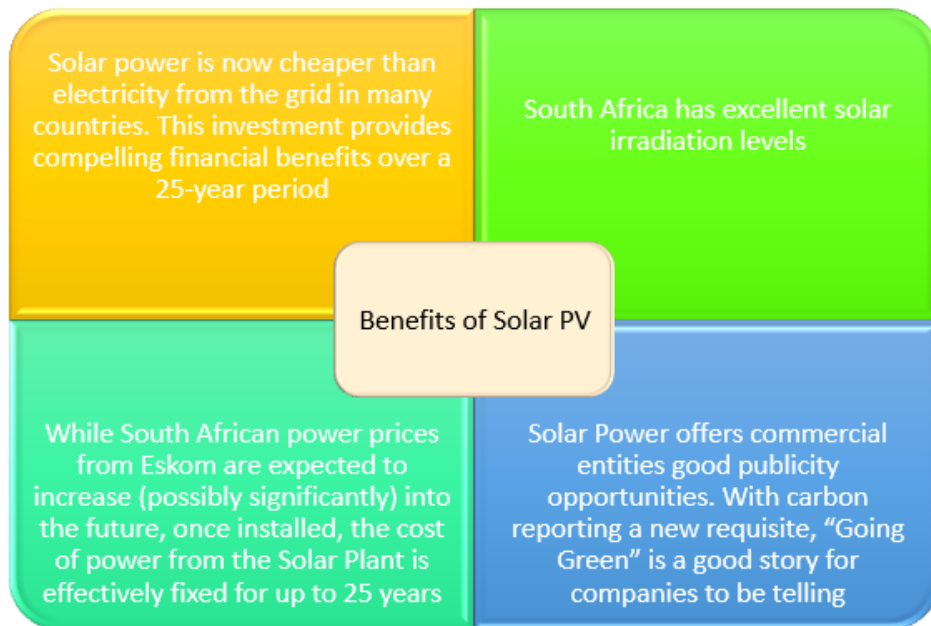 Solar power is now cheaper than
electricity from the grid in many
countries. This investment provides
compelling financial benefits over a
25-year period
South Africa has excellent solar
irradiation levels
Benefits of Solar PV
While South African power prices
from Eskom are expected to
increase (possibly significantly) into
the future, once installed, the cost
of power from the Solar Plant is
effectively fixed for up to 25 years
Solar Power offers commercial
entities good publicity
opportunities. With carbon
reporting a new requisite, “Going
Green” is a good story for
companies to be telling